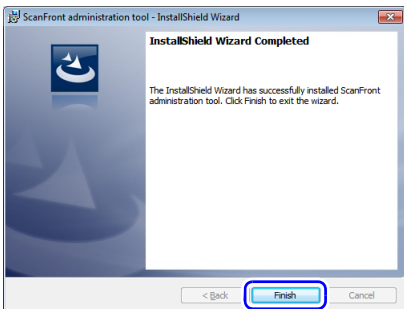 ScanFront administration tool - InstallShield Wizard
InstallShield Wizard Completed
The InstallShield Wizard has successfully installed ScanFront
administration tool. Click Finish to exit the wizard.
< Back
Finish
Cancel